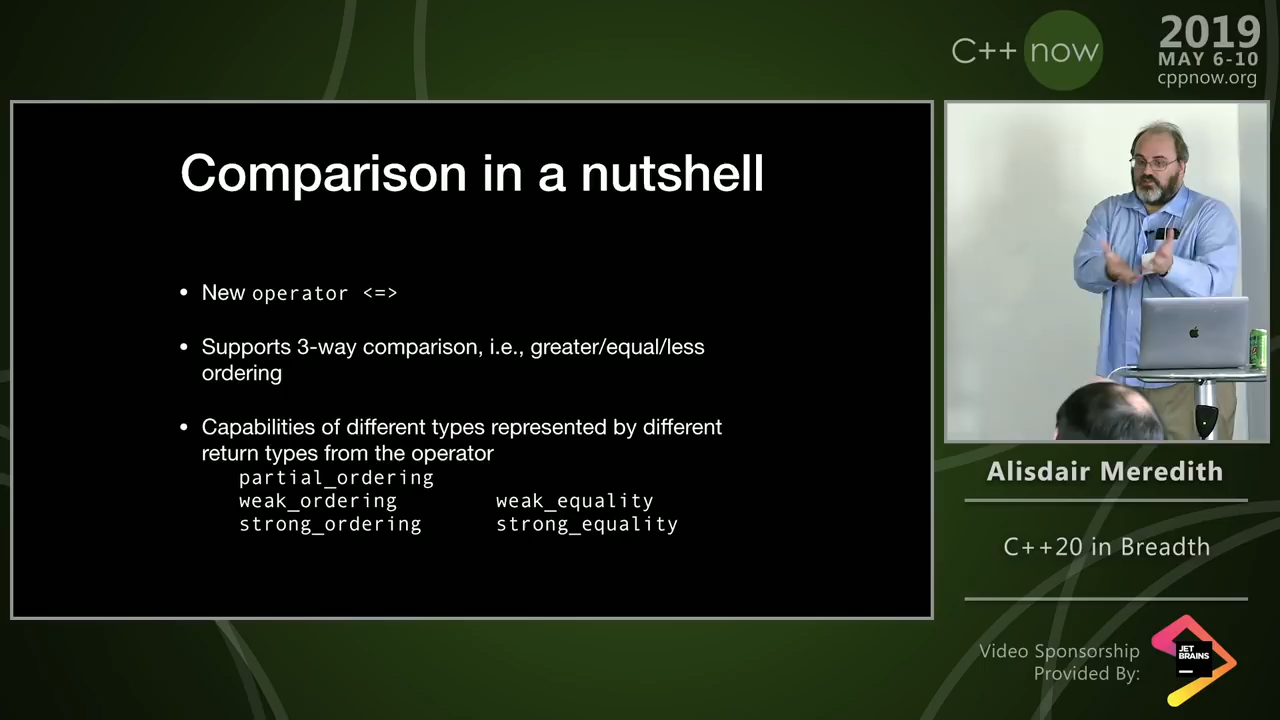 C++ now
2019
MAY 6-10
cppnow.org
Comparison in a nutshell
• New operator <=>
• Supports 3-way comparison, i.e., greater/equal/less
ordering
• Capabilities of different types represented by different
return types from the operator
partial_ordering
weak_ordering weak_equality
strong_ordering strong_equality
Alisdair Meredith
C++20 in Breadth
Video Sponsorship
Provided By:
JET
BRAINS